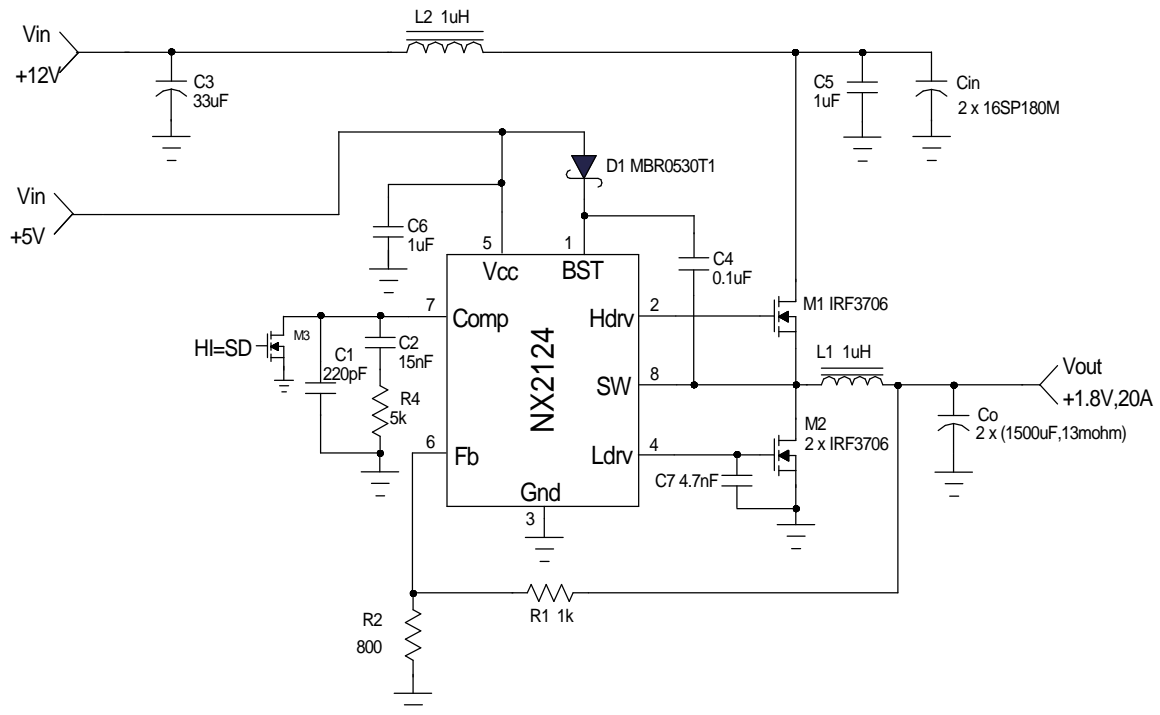 L2 1uH
Vin
+12V
C3
33uF
C5
1uF
Cin
2 x 16SP180M
D1 MBR0530T1
Vin
+5V
C6
1uF
5
1
Vcc
BST
C4
0.1uF
7
Comp
2
Hdrv
M1 IRF3706
HI=SD
M3
C1
220pF
C2
15nF
R4
5k
NX2124
8
SW
L1 1uH
Vout
+1.8V,20A
Co
2 x (1500uF,13mohm)
6
Fb
4
Ldrv
M2
2 x IRF3706
C7 4.7nF
Gnd
3
R1 1k
R2
800